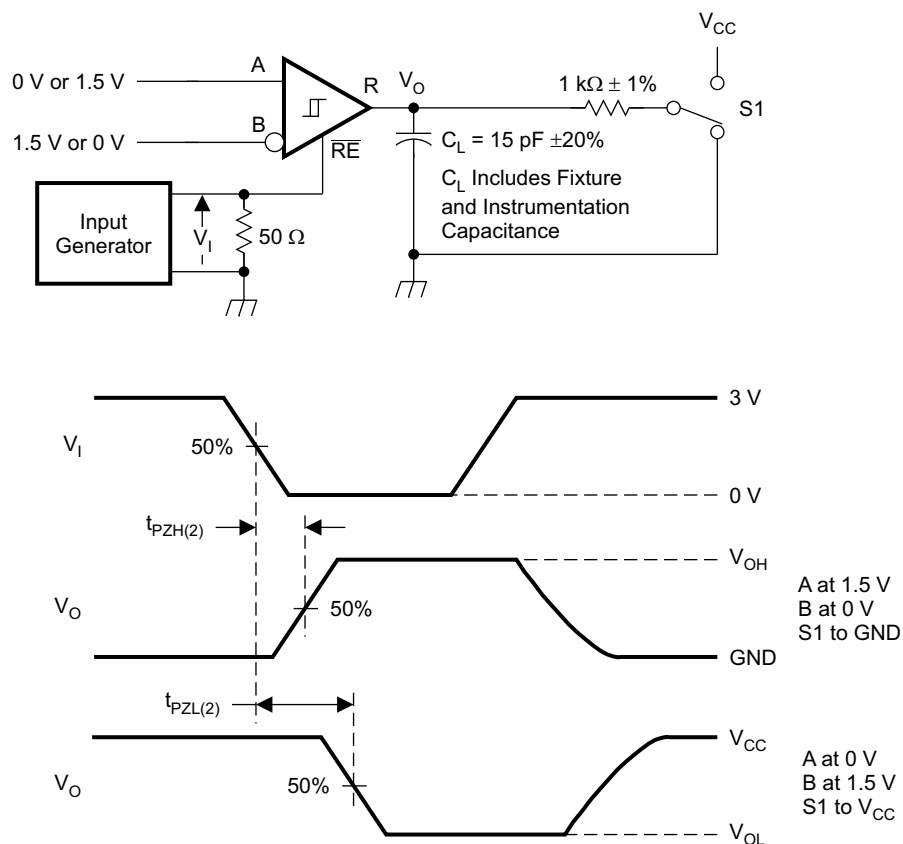 V_CC
0 V or 1.5 V
A
R
V_O
1 kΩ ± 1%
S1
1.5 V or 0 V
B
R̅E̅
C_L = 15 pF ±20%
C_L Includes Fixture
and Instrumentation
Capacitance
Input
Generator
V_I
50 Ω
3 V
V_I
50%
0 V
t_PZH(2)
V_OH
V_O
50%
A at 1.5 V
B at 0 V
S1 to GND
GND
t_PZL(2)
V_CC
V_O
50%
A at 0 V
B at 1.5 V
S1 to V_CC
V_OL